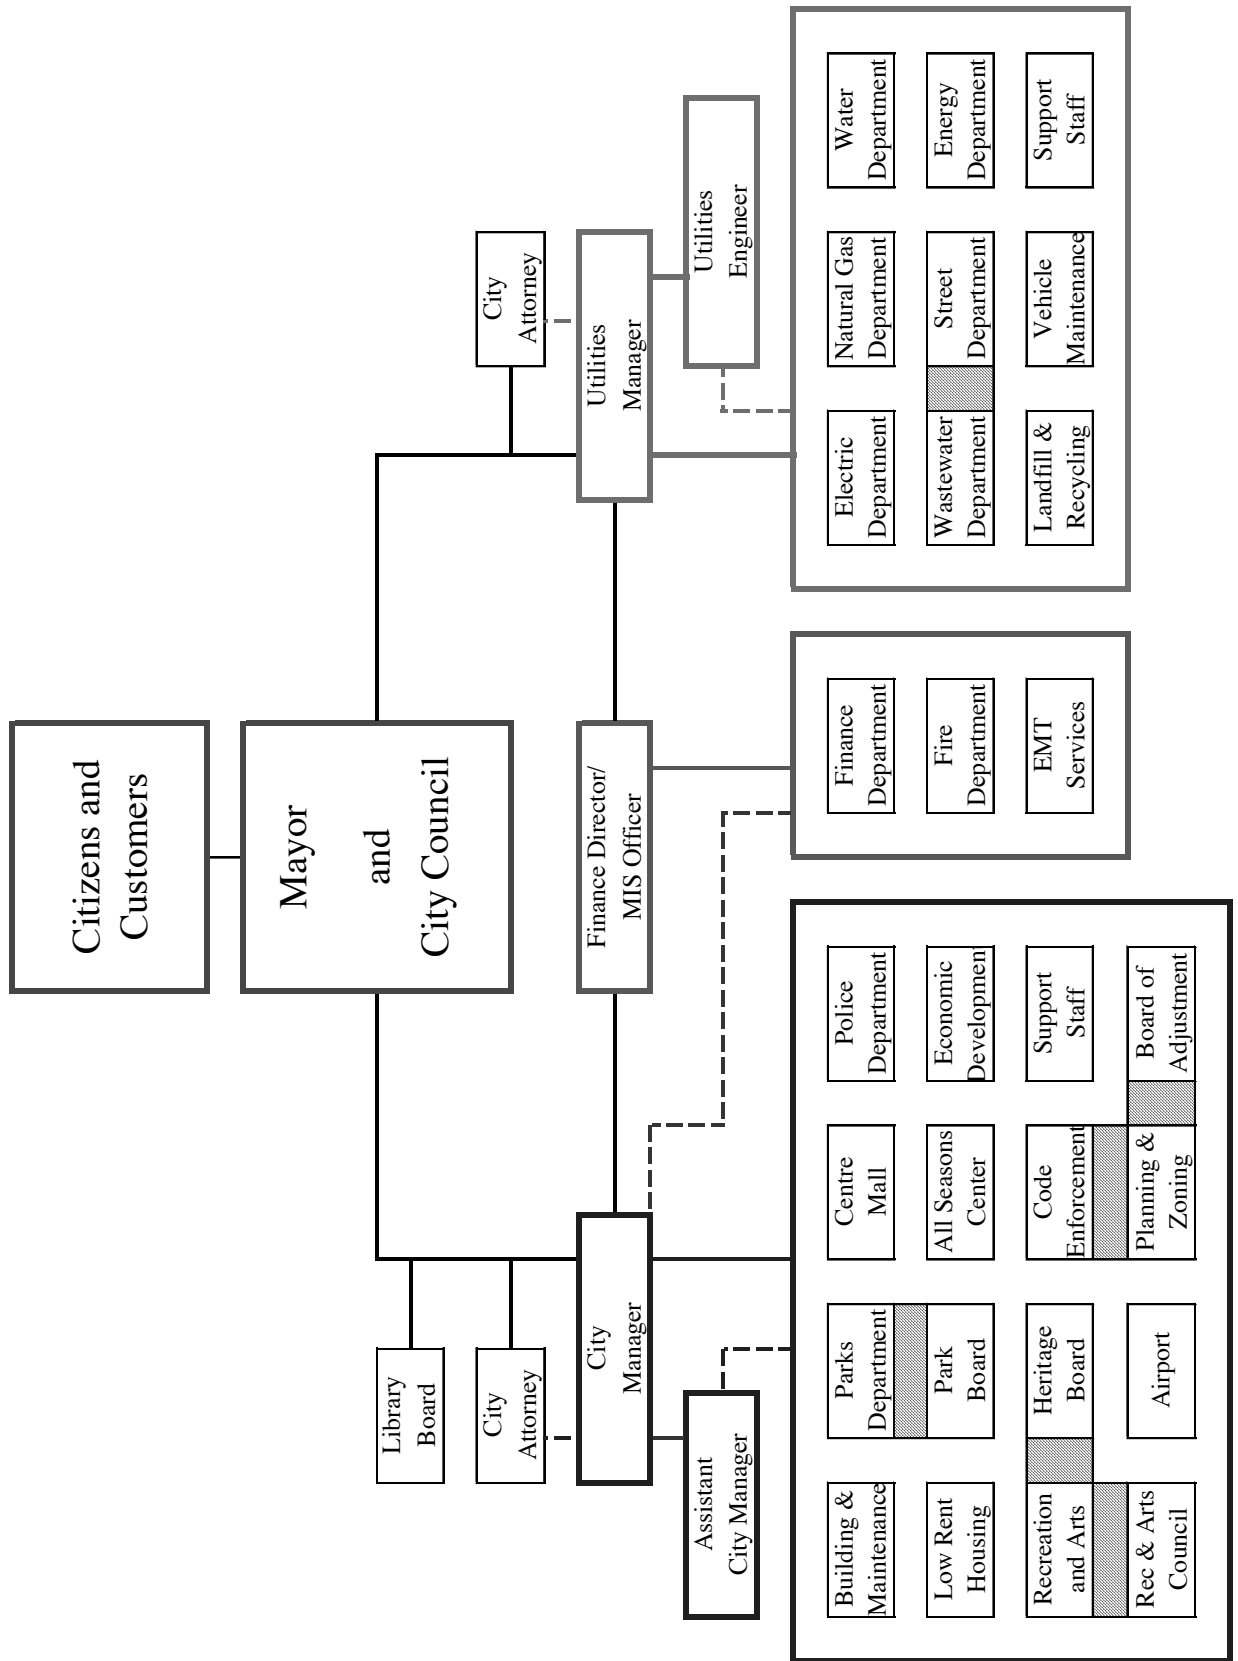 Citizens and
Customers
Mayor
and
City Council
Library
Board
City
Attorney
City
Attorney
City
Manager
Finance Director/
MIS Officer
Utilities
Manager
Assistant
City Manager
Utilities
Engineer
Building &
Maintenance
Parks
Department
Centre
Mall
Police
Department
Low Rent
Housing
Park
Board
All Seasons
Center
Economic
Development
Recreation
and Arts
Heritage
Board
Code
Enforcement
Support
Staff
Rec & Arts
Council
Airport
Planning &
Zoning
Board of
Adjustment
Finance
Department
Fire
Department
EMT
Services
Electric
Department
Natural Gas
Department
Water
Department
Wastewater
Department
Street
Department
Energy
Department
Landfill &
Recycling
Vehicle
Maintenance
Support
Staff